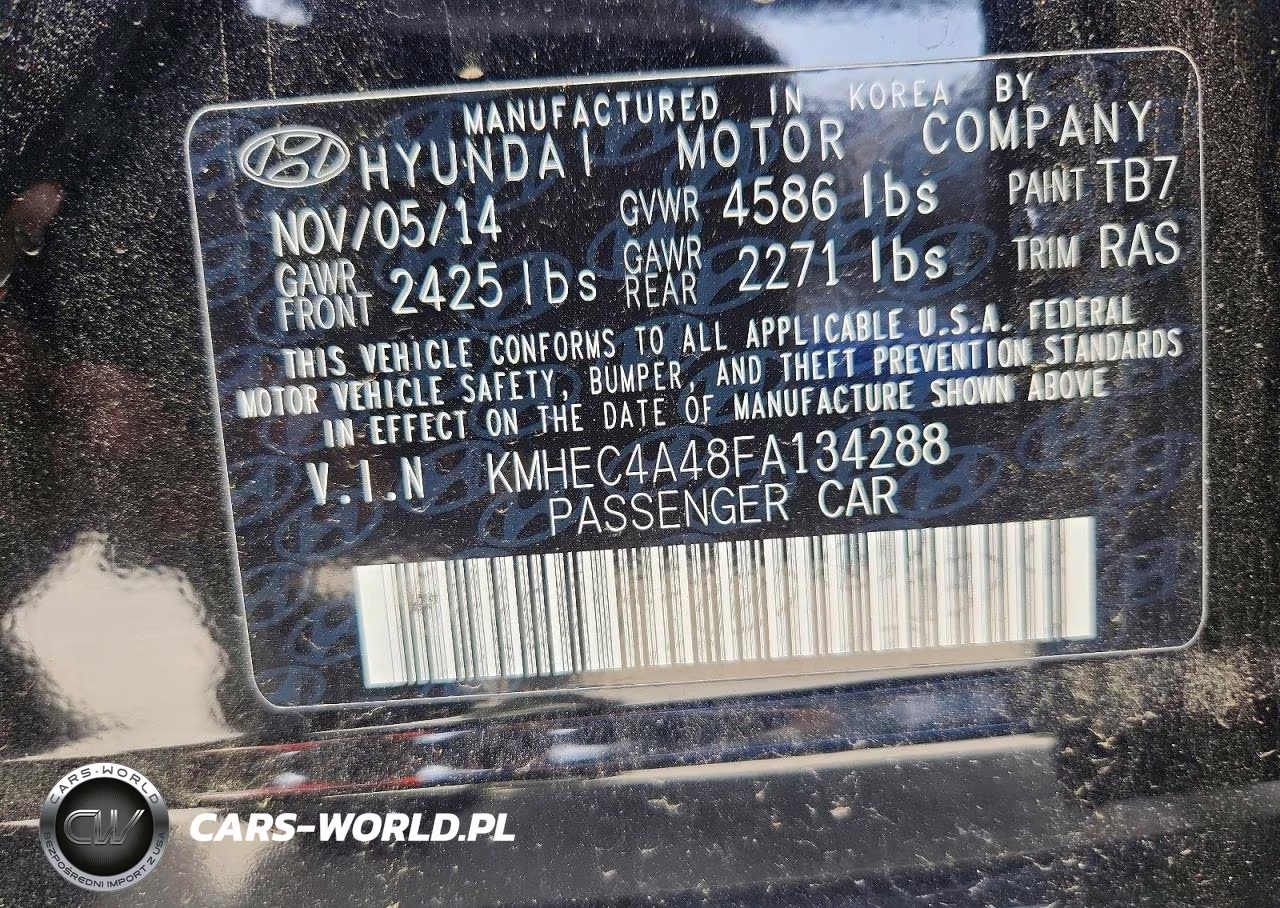 MANUFACTURED IN KOREA BY
HYUNDAI MOTOR COMPANY
NOV/05/14 GVWR 4586 lbs PAINT TB7
GAWR FRONT 2425 lbs GAWR REAR 2271 lbs TRIM RAS
THIS VEHICLE CONFORMS TO ALL APPLICABLE U.S.A. FEDERAL
MOTOR VEHICLE SAFETY, BUMPER, AND THEFT PREVENTION STANDARDS
IN EFFECT ON THE DATE OF MANUFACTURE SHOWN ABOVE
V.I.N KMHEC4A48FA134288
PASSENGER CAR
CARS-WORLD
CW
BEZPOŚREDNI IMPORT Z USA
CARS-WORLD.PL